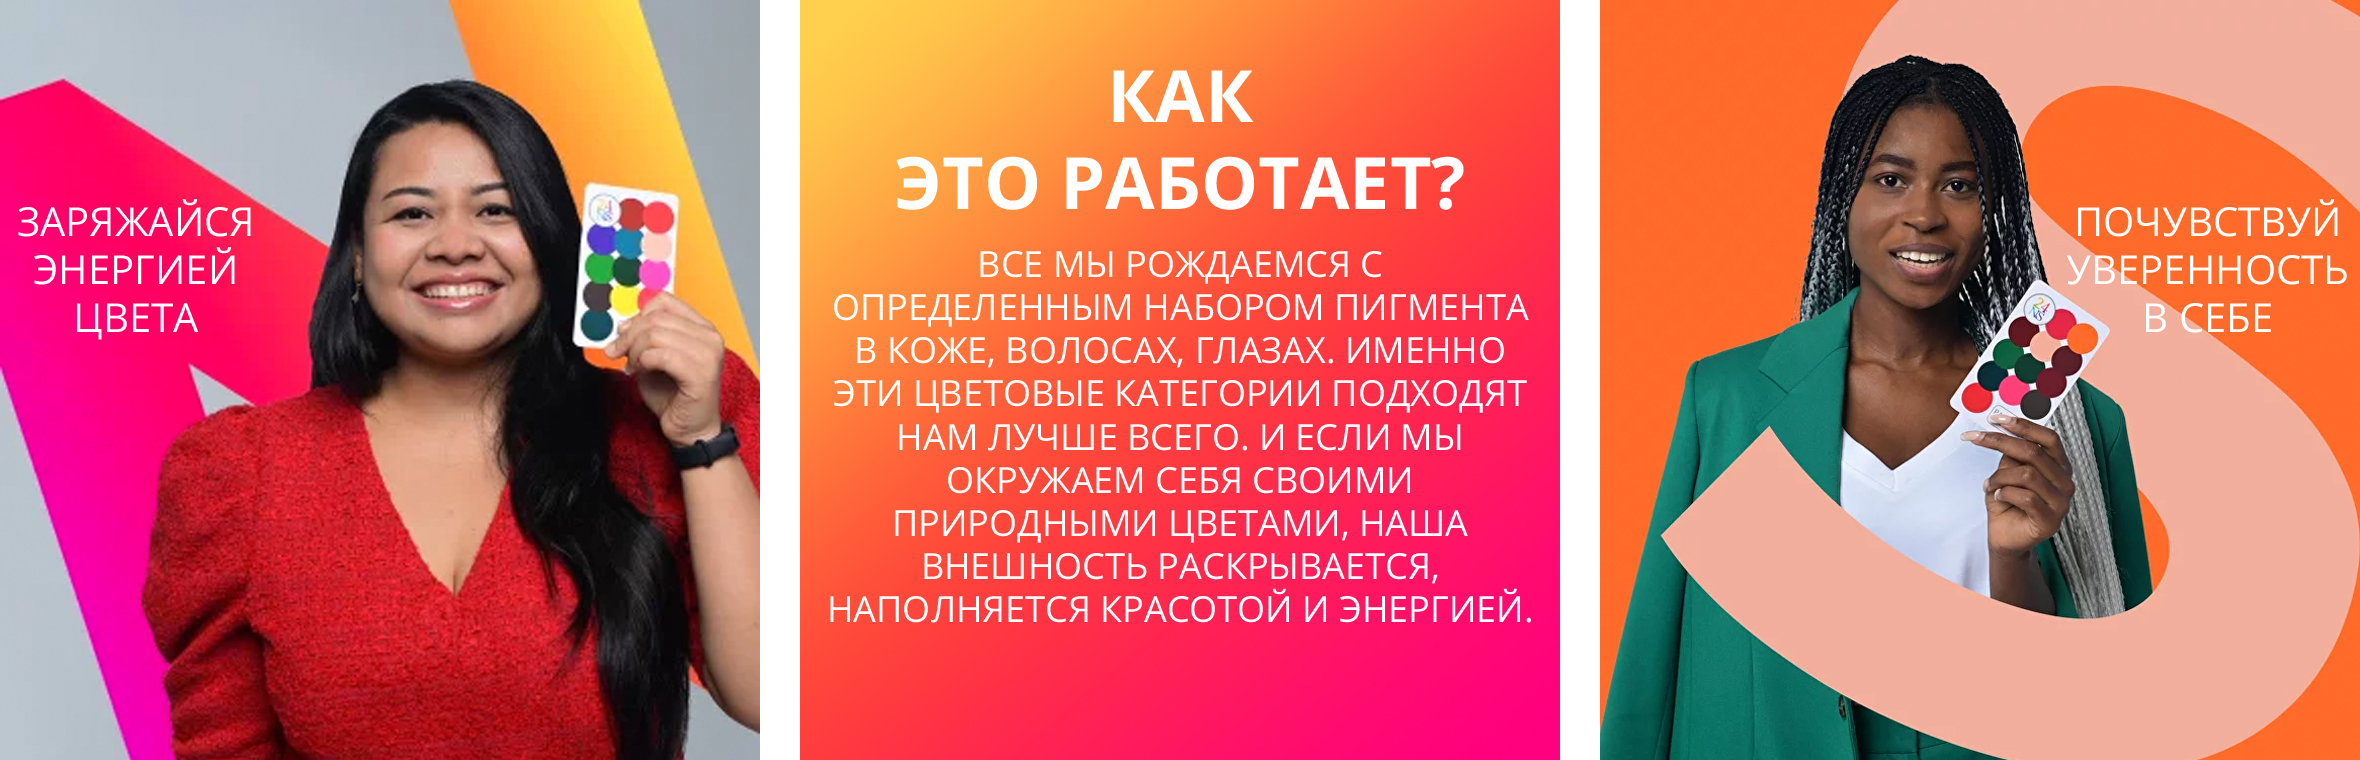 ЗАРЯЖАЙСЯ
ЭНЕРГИЕЙ
ЦВЕТА
КАК
ЭТО РАБОТАЕТ?
ВСЕ МЫ РОЖДАЕМСЯ С
ОПРЕДЕЛЕННЫМ НАБОРОМ ПИГМЕНТА
В КОЖЕ, ВОЛОСАХ, ГЛАЗАХ. ИМЕННО
ЭТИ ЦВЕТОВЫЕ КАТЕГОРИИ ПОДХОДЯТ
НАМ ЛУЧШЕ ВСЕГО. И ЕСЛИ МЫ
ОКРУЖАЕМ СЕБЯ СВОИМИ
ПРИРОДНЫМИ ЦВЕТАМИ, НАША
ВНЕШНОСТЬ РАСКРЫВАЕТСЯ,
НАПОЛНЯЕТСЯ КРАСОТОЙ И ЭНЕРГИЕЙ.
ПОЧУВСТВУЙ
УВЕРЕННОСТЬ
В СЕБЕ